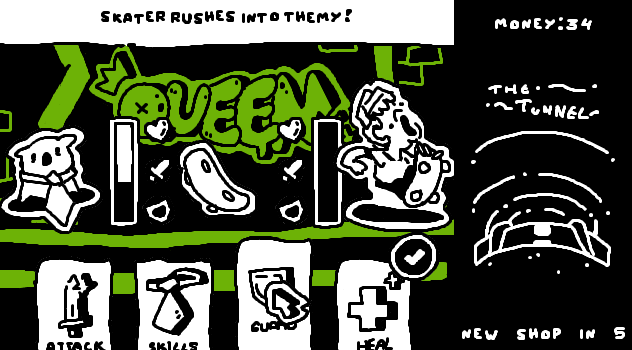 SKATER RUSHES INTO THEMY!
MONEY:34
THE
TUNNEL
QUEEN
ATTACK
SKILLS
GUARD
HEAL
NEW SHOP IN 5